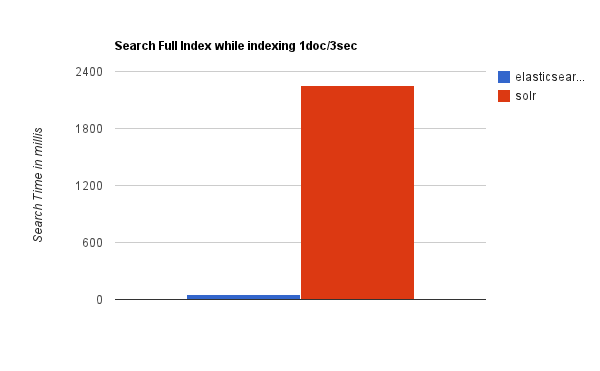 Search Full Index while indexing 1doc/3sec
2400
1800
1200
600
0
Search Time in millis
elasticsear...
solr